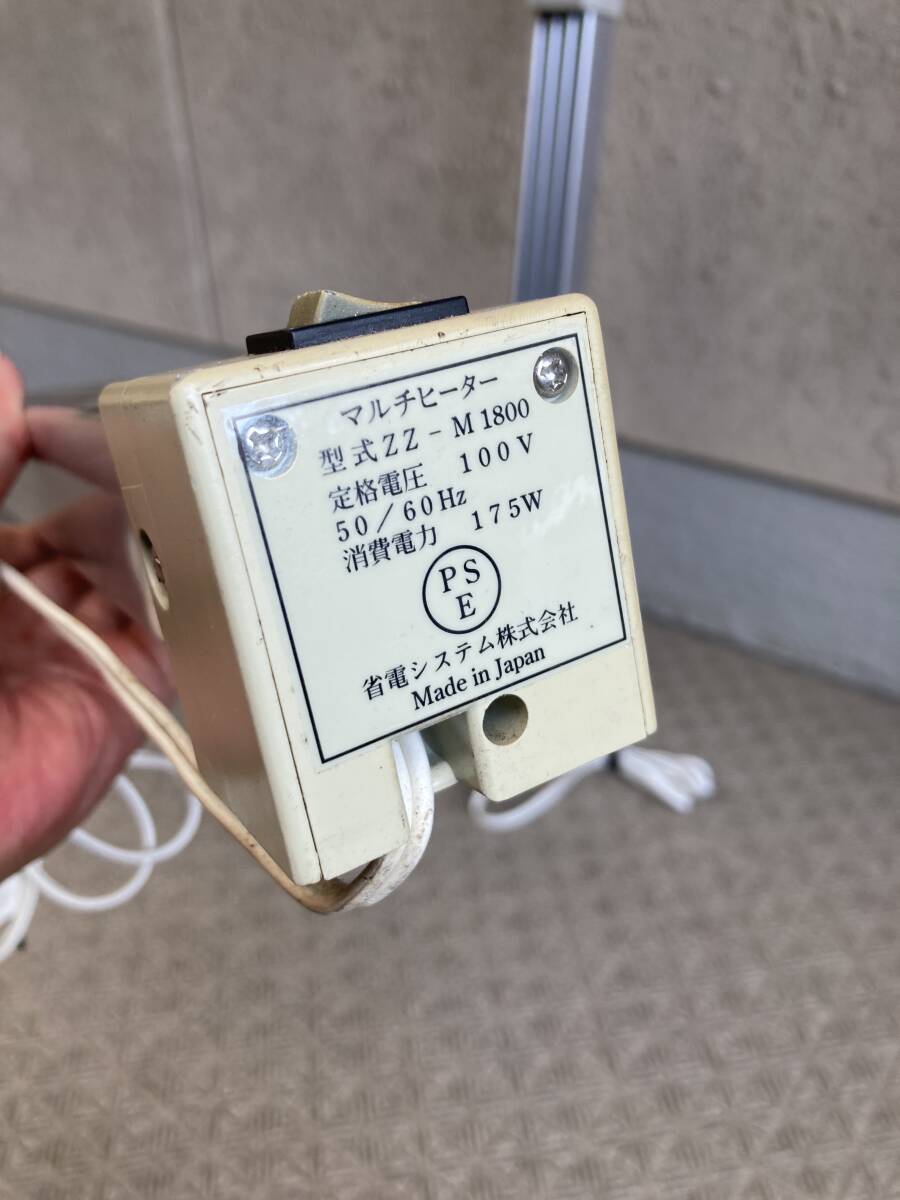 マルチヒーター
型式ZZ-M1800
定格電圧 100V
50/60Hz
消費電力 175W
PS
E
省電システム株式会社
Made in Japan